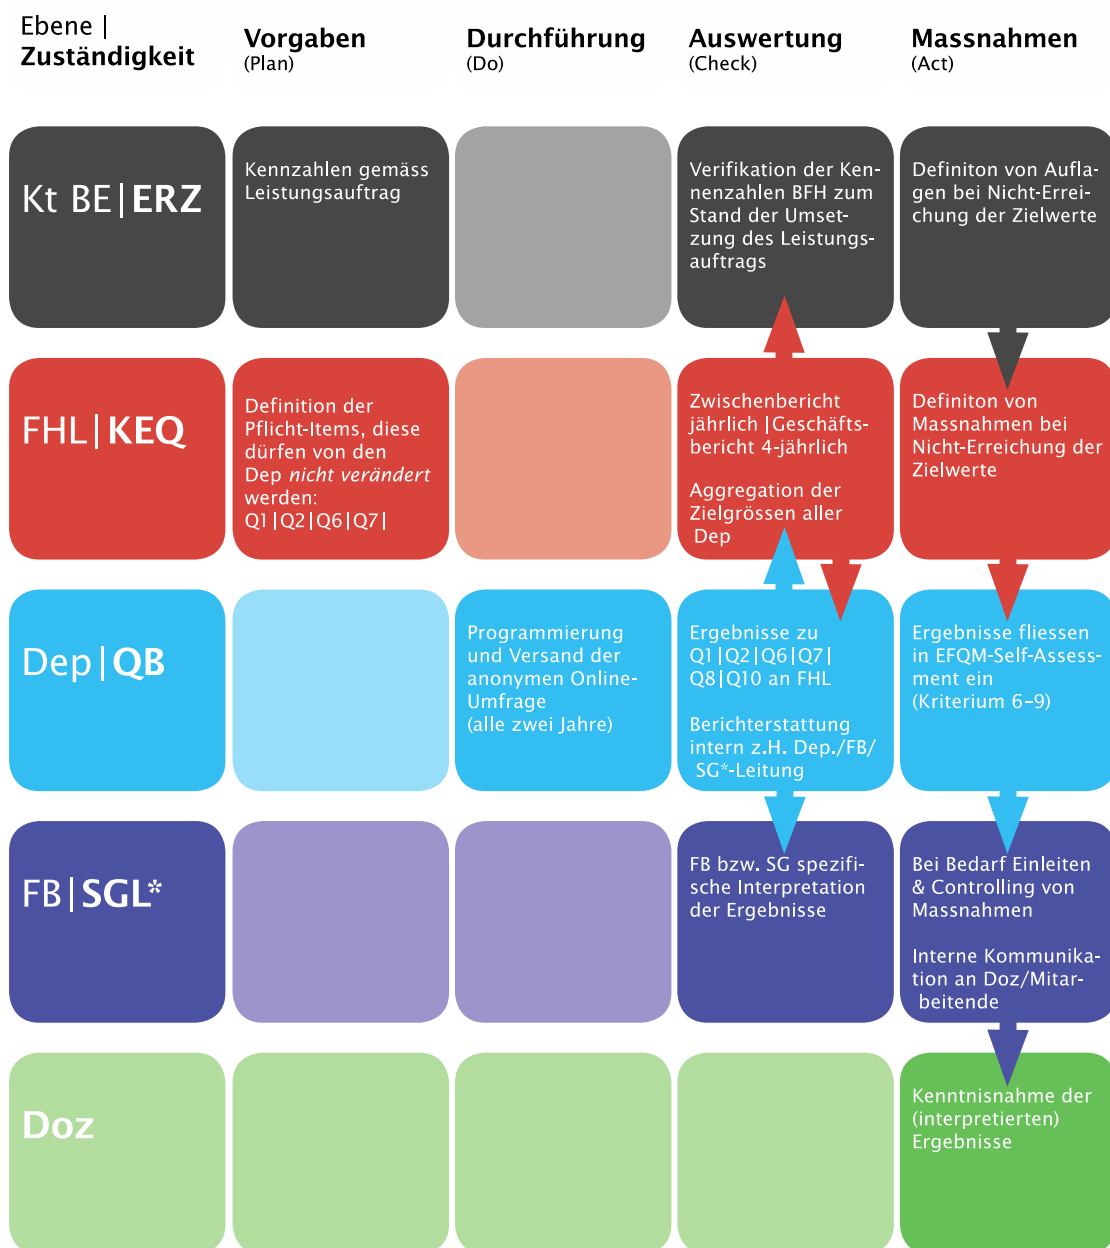 Ebene |
Zuständigkeit
Vorgaben
(Plan)
Durchführung
(Do)
Auswertung
(Check)
Massnahmen
(Act)
Kt BE|ERZ
Kennzahlen gemäss
Leistungsauftrag
Verifikation der Ken-
nenzahlen BFH zum
Stand der Umset-
zung des Leistungs-
auftrags
Definiton von Aufla-
gen bei Nicht-Errei-
chung der Zielwerte
FHL|KEQ
Definition der
Pflicht-Items, diese
dürfen von den
Dep nicht verändert
werden:
Q1|Q2|Q6|Q7|
Zwischenbericht
jährlich |Geschäfts-
bericht 4-jährlich
Aggregation der
Zielgrössen aller
Dep
Definiton von
Massnahmen bei
Nicht-Erreichung der
Zielwerte
Dep|QB
Programmierung
und Versand der
anonymen Online-
Umfrage
(alle zwei Jahre)
Ergebnisse zu
Q1|Q2|Q6|Q7|
Q8|Q10 an FHL
Berichterstattung
intern z.H. Dep./FB/
SG*-Leitung
Ergebnisse fliessen
in EFQM-Self-Assess-
ment ein
(Kriterium 6–9)
FB|SGL*
FB bzw. SG spezifi-
sche Interpretation
der Ergebnisse
Bei Bedarf Einleiten
& Controlling von
Massnahmen
Interne Kommunika-
tion an Doz/Mitar-
beitende
Doz
Kenntnisnahme der
(interpretierten)
Ergebnisse